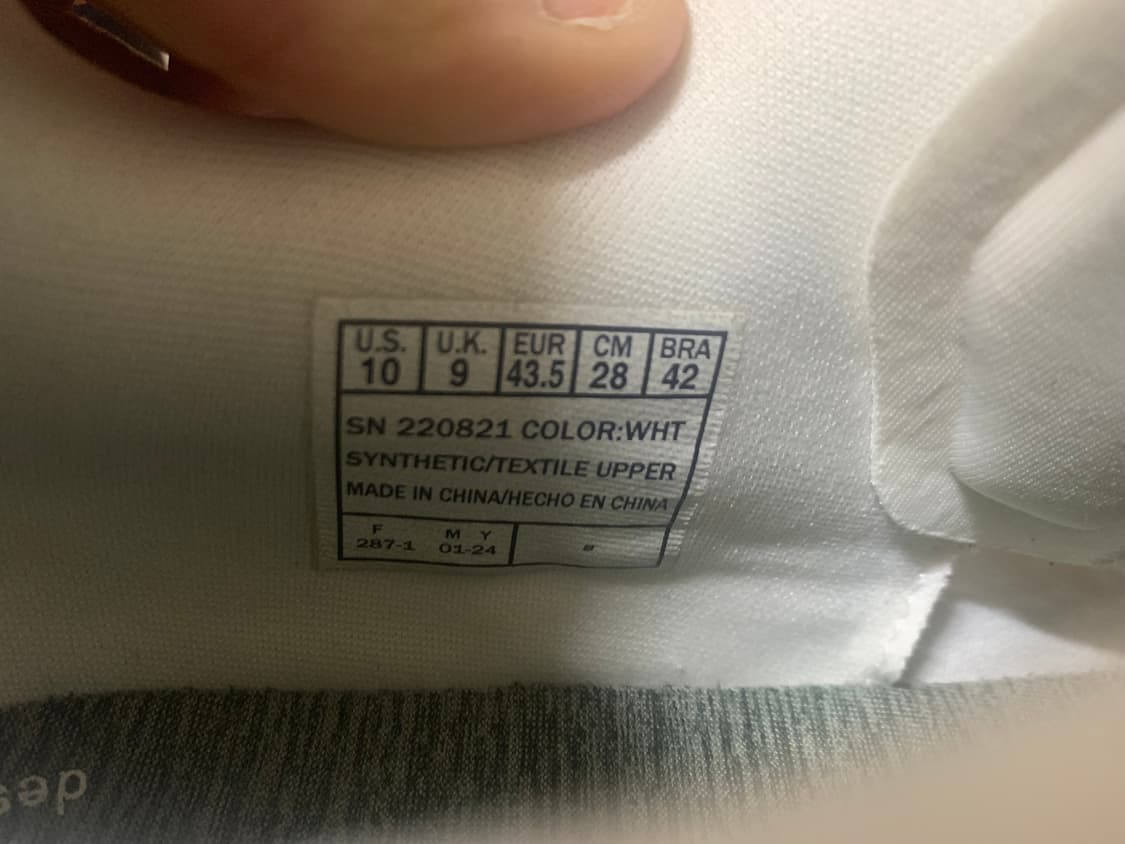 U.S. U.K. EUR CM BRA
10 9 43.5 28 42
SN 220821 COLOR:WHT
SYNTHETIC/TEXTILE UPPER
MADE IN CHINA/HECHO EN CHINA
F M Y
287-1 01-24
des